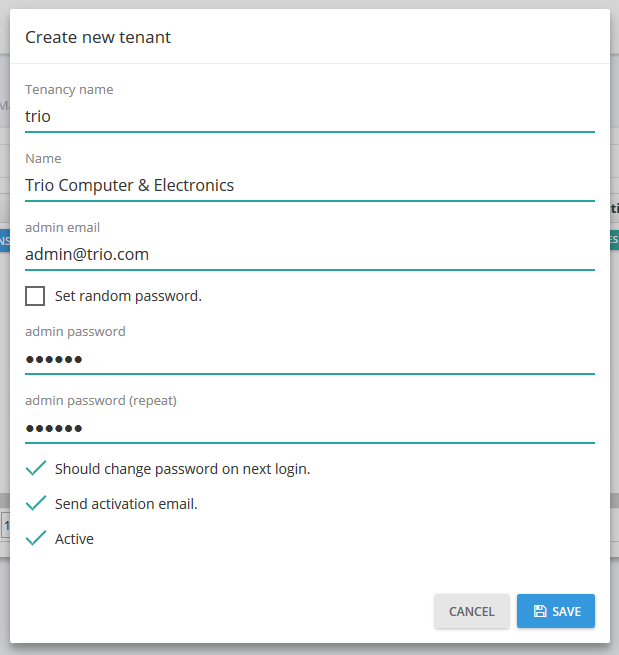 Create new tenant
Tenancy name
trio
Name
Trio Computer & Electronics
admin email
admin@trio.com
Set random password.
admin password
●●●●●●
admin password (repeat)
●●●●●●
Should change password on next login.
Send activation email.
Active
CANCEL
SAVE